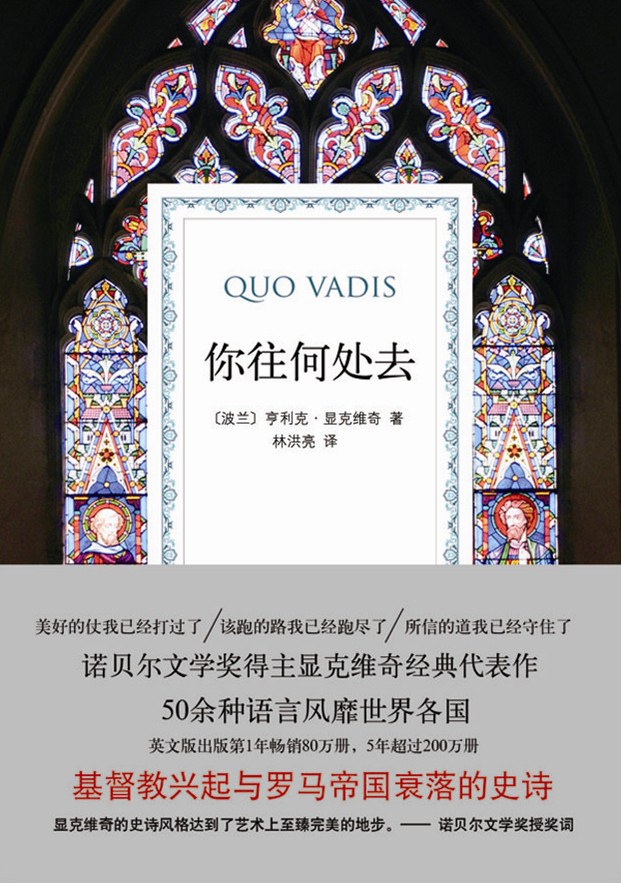 QUO VADIS
你往何处去
〔波兰〕亨利克·显克维奇 著
林洪亮 译
美好的仗我已经打过了/该跑的路我已经跑尽了/所信的道我已经守住了
诺贝尔文学奖得主显克维奇经典代表作
50余种语言风靡世界各国
英文版出版第1年畅销80万册，5年超过200万册
基督教兴起与罗马帝国衰落的史诗
显克维奇的史诗风格达到了艺术上至臻完美的地步。—— 诺贝尔文学奖授奖词